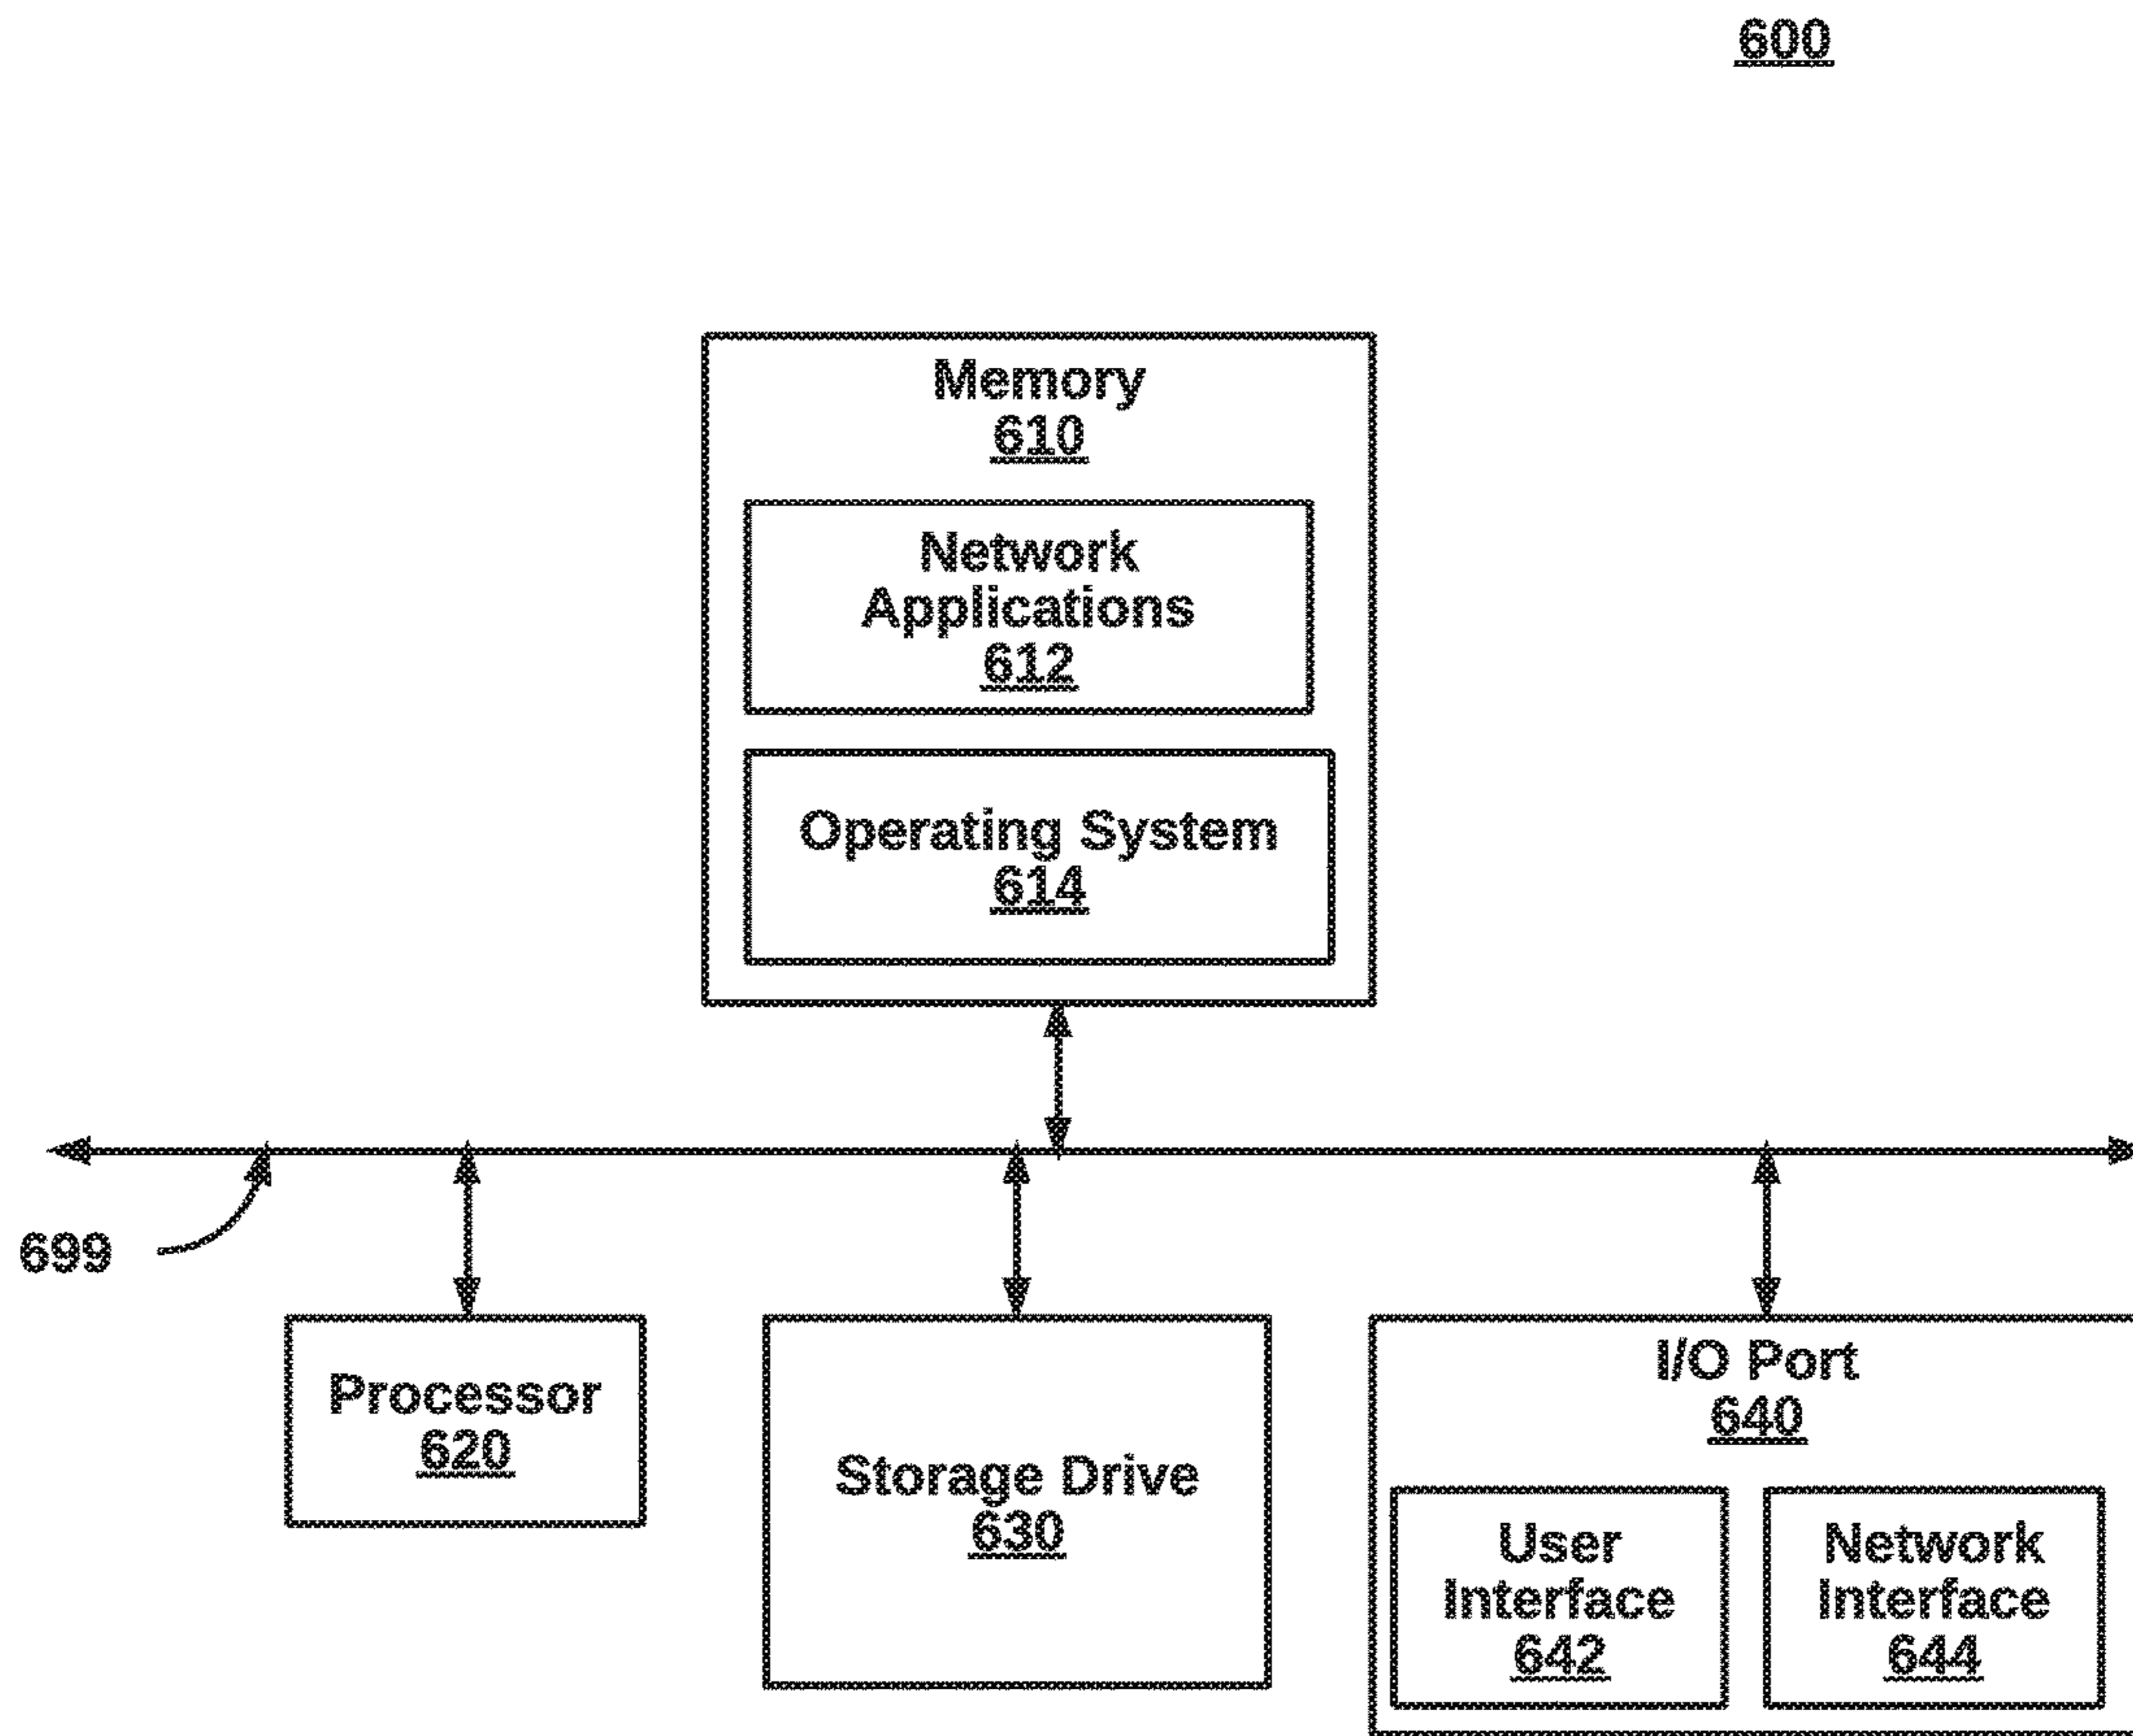 600
Memory
610
Network
Applications
612
Operating System
614
699
Processor
620
Storage Drive
630
I/O Port
640
User
Interface
642
Network
Interface
644